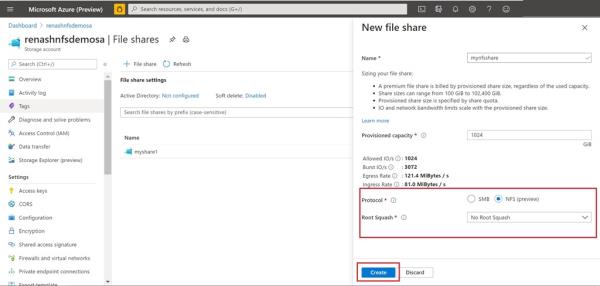 Microsoft Azure (Preview)
Search resources, services, and docs (G+/)
Dashboard > renashnfsdemosa
renashnfsdemosa | File shares
Storage account
Search (Ctrl+/)
Overview
Activity log
Tags
Diagnose and solve problems
Access Control (IAM)
Data transfer
Storage Explorer (preview)
Settings
Access keys
CORS
Configuration
Encryption
Shared access signature
Firewalls and virtual networks
Private endpoint connections
Export template
+ File share
Refresh
File share settings
Active Directory: Not configured
Soft delete: Disabled
Search file shares by prefix (case-sensitive)
Name
myshare1
New file share
Name *
mynfsshare
Sizing your file share:
• A premium file share is billed by provisioned share size, regardless of the used capacity.
• Share sizes can range from 100 GiB to 102,400 GiB.
• Provisioned share size is specified by share quota.
• IO and network bandwidth limits scale with the provisioned share size.
Learn more
Provisioned capacity *
1024
GiB
Allowed IO/s : 1024
Burst IO/s : 3072
Egress Rate : 121.4 MiBytes / s
Ingress Rate : 81.0 MiBytes / s
Protocol *
SMB
NFS (preview)
Root Squash *
No Root Squash
Create
Discard